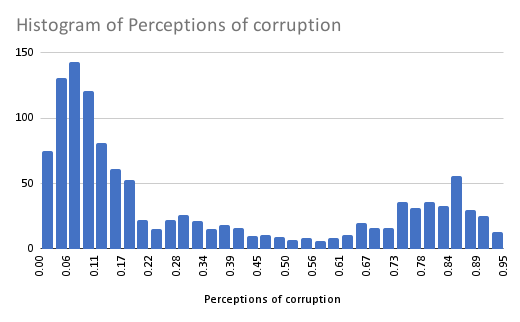 Histogram of Perceptions of corruption
150
100
50
0
0.00 0.06 0.11 0.17 0.22 0.28 0.34 0.39 0.45 0.50 0.56 0.61 0.67 0.73 0.78 0.84 0.89 0.95
Perceptions of corruption